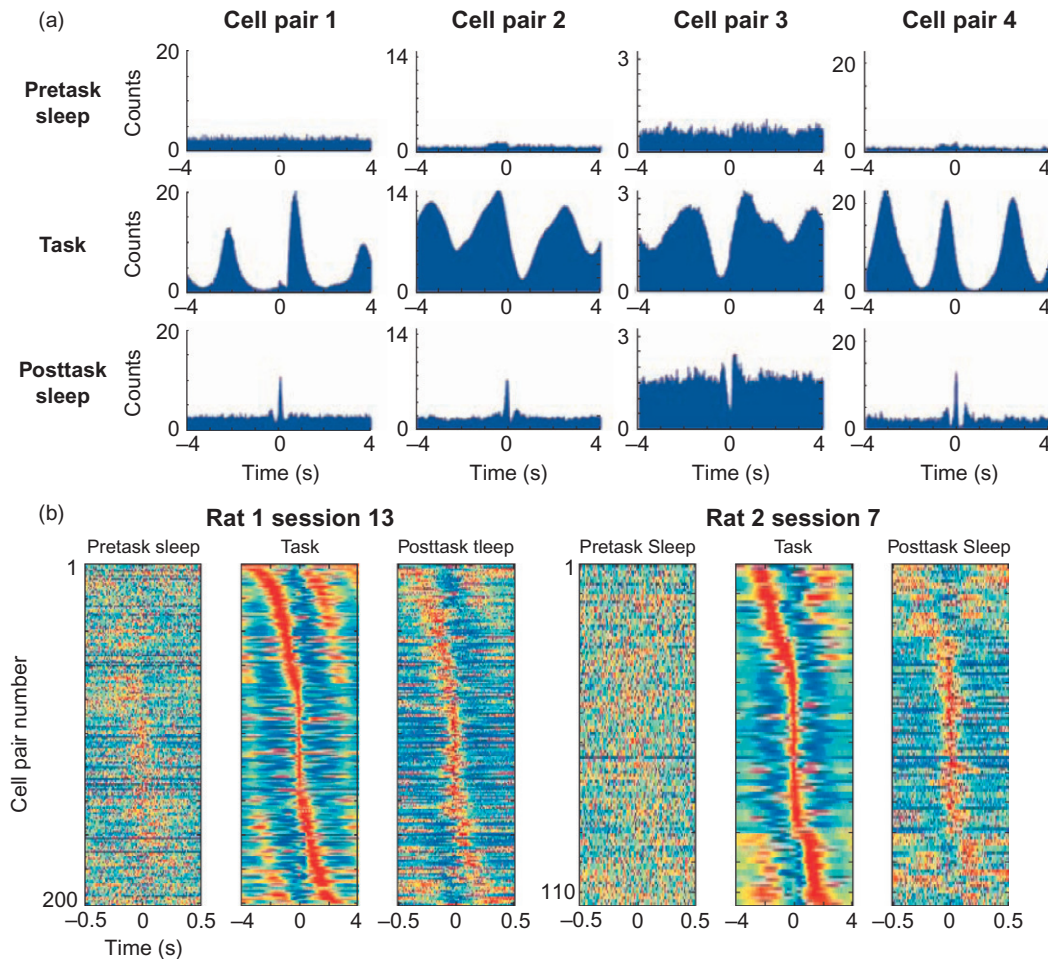 (a)
Cell pair 1 Cell pair 2 Cell pair 3 Cell pair 4
Pretask sleep
Counts
20 0 −4 0 4
14 0 −4 0 4
3 0 −4 0 4
20 0 −4 0 4
Task
Counts
20 10 0 −4 0 4
14 0 −4 0 4
3 0 −4 0 4
20 10 0 −4 0 4
Posttask sleep
Counts
20 10 0 −4 0 4
14 0 −4 0 4
3 0 −4 0 4
20 0 −4 0 4
Time (s) Time (s) Time (s) Time (s)
(b)
Rat 1 session 13 Rat 2 session 7
Pretask sleep Task Posttask tleep Pretask Sleep Task Posttask Sleep
Cell pair number
1 200
1 110
−0.5 0 0.5 −4 0 4 −0.5 0 0.5 −0.5 0 0.5 −4 0 4 −0.5 0 0.5
Time (s)